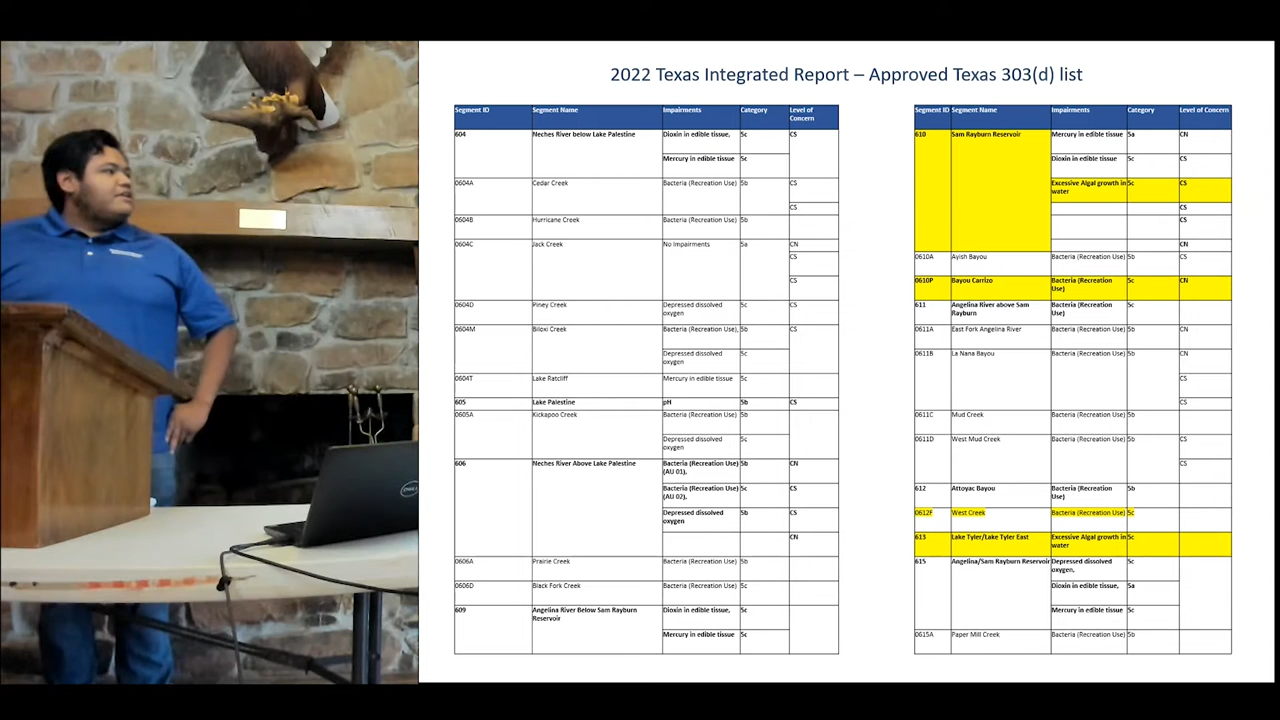 2022 Texas Integrated Report – Approved Texas 303(d) list
Segment ID Segment Name Impairments Category Level of
Concern
604 Neches River below Lake Palestine Dioxin in edible tissue, 5c CS
Mercury in edible tissue 5c
0604A Cedar Creek Bacteria (Recreation Use) 5b CS
CS
0604B Hurricane Creek Bacteria (Recreation Use) 5b
0604C Jack Creek No Impairments 5a CN
CS
CS
0604D Piney Creek Depressed dissolved 5c CS
oxygen
0604M Biloxi Creek Bacteria (Recreation Use), 5b CS
Depressed dissolved 5c
oxygen
0604T Lake Ratcliff Mercury in edible tissue 5c
605 Lake Palestine pH 5b CS
0605A Kickapoo Creek Bacteria (Recreation Use) 5b
Depressed dissolved 5c
oxygen
606 Neches River Above Lake Palestine Bacteria (Recreation Use) 5b CN
(AU 01),
Bacteria (Recreation Use) 5c CS
(AU 02),
Depressed dissolved 5b CS
oxygen
CN
0606A Prairie Creek Bacteria (Recreation Use) 5b
0606D Black Fork Creek Bacteria (Recreation Use) 5c
609 Angelina River Below Sam Rayburn Dioxin in edible tissue, 5c
Reservoir
Mercury in edible tissue 5c
Segment ID Segment Name Impairments Category Level of Concern
610 Sam Rayburn Reservoir Mercury in edible tissue 5a CN
Dioxin in edible tissue 5c CS
Excessive Algal growth in 5c CS
water
CS
CS
CN
0610A Ayish Bayou Bacteria (Recreation Use) 5b CS
0610P Bayou Carrizo Bacteria (Recreation 5c CN
Use)
611 Angelina River above Sam Bacteria (Recreation 5c
Rayburn Use)
0611A East Fork Angelina River Bacteria (Recreation Use) 5b CN
0611B La Nana Bayou Bacteria (Recreation Use) 5b CN
CS
CS
0611C Mud Creek Bacteria (Recreation Use) 5b
0611D West Mud Creek Bacteria (Recreation Use) 5b CS
CS
612 Attoyac Bayou Bacteria (Recreation 5b
Use)
0612F West Creek Bacteria (Recreation Use) 5c
613 Lake Tyler/Lake Tyler East Excessive Algal growth in 5c
water
615 Angelina/Sam Rayburn Reservoir Depressed dissolved 5c
oxygen,
Dioxin in edible tissue, 5a
Mercury in edible tissue 5c
0615A Paper Mill Creek Bacteria (Recreation Use) 5b
DELL